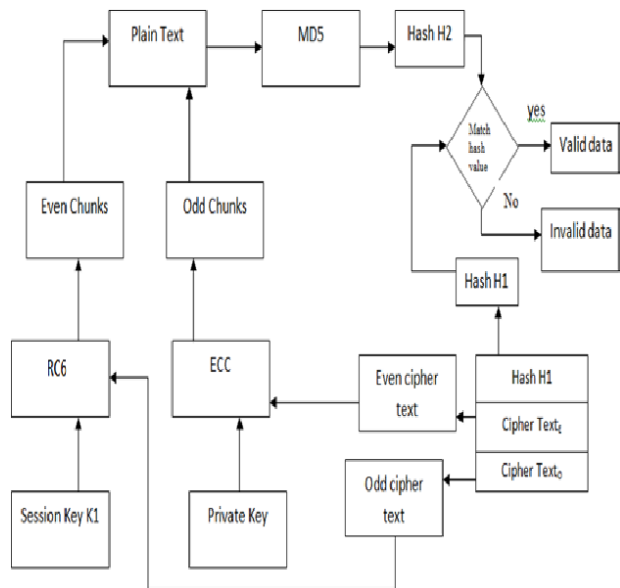 Plain Text
MD5
Hash H2
Match
hash
value
yes
Valid data
No
Invalid data
Even Chunks
Odd Chunks
Hash H1
RC6
ECC
Even cipher
text
Hash H1
Cipher TextE
Cipher TextO
Session Key K1
Private Key
Odd cipher
text